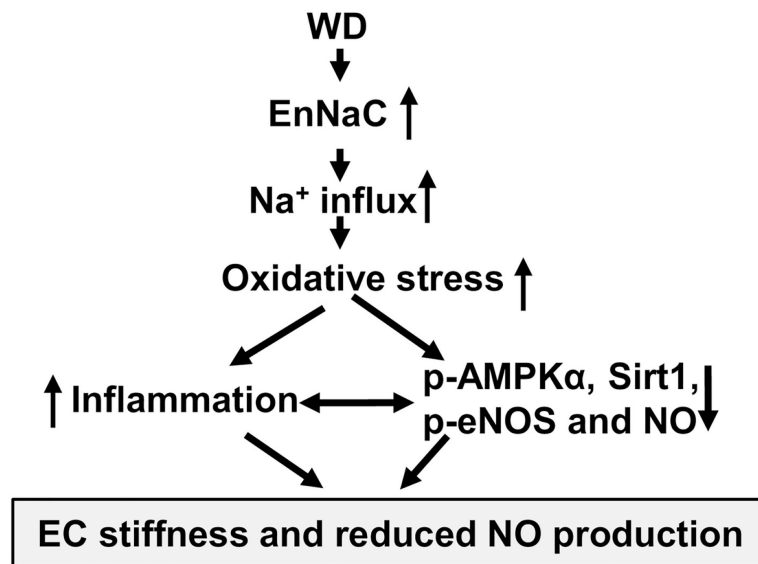 WD
EnNaC
Na⁺ influx
Oxidative stress
Inflammation
p-AMPKα, Sirt1,
p-eNOS and NO
EC stiffness and reduced NO production